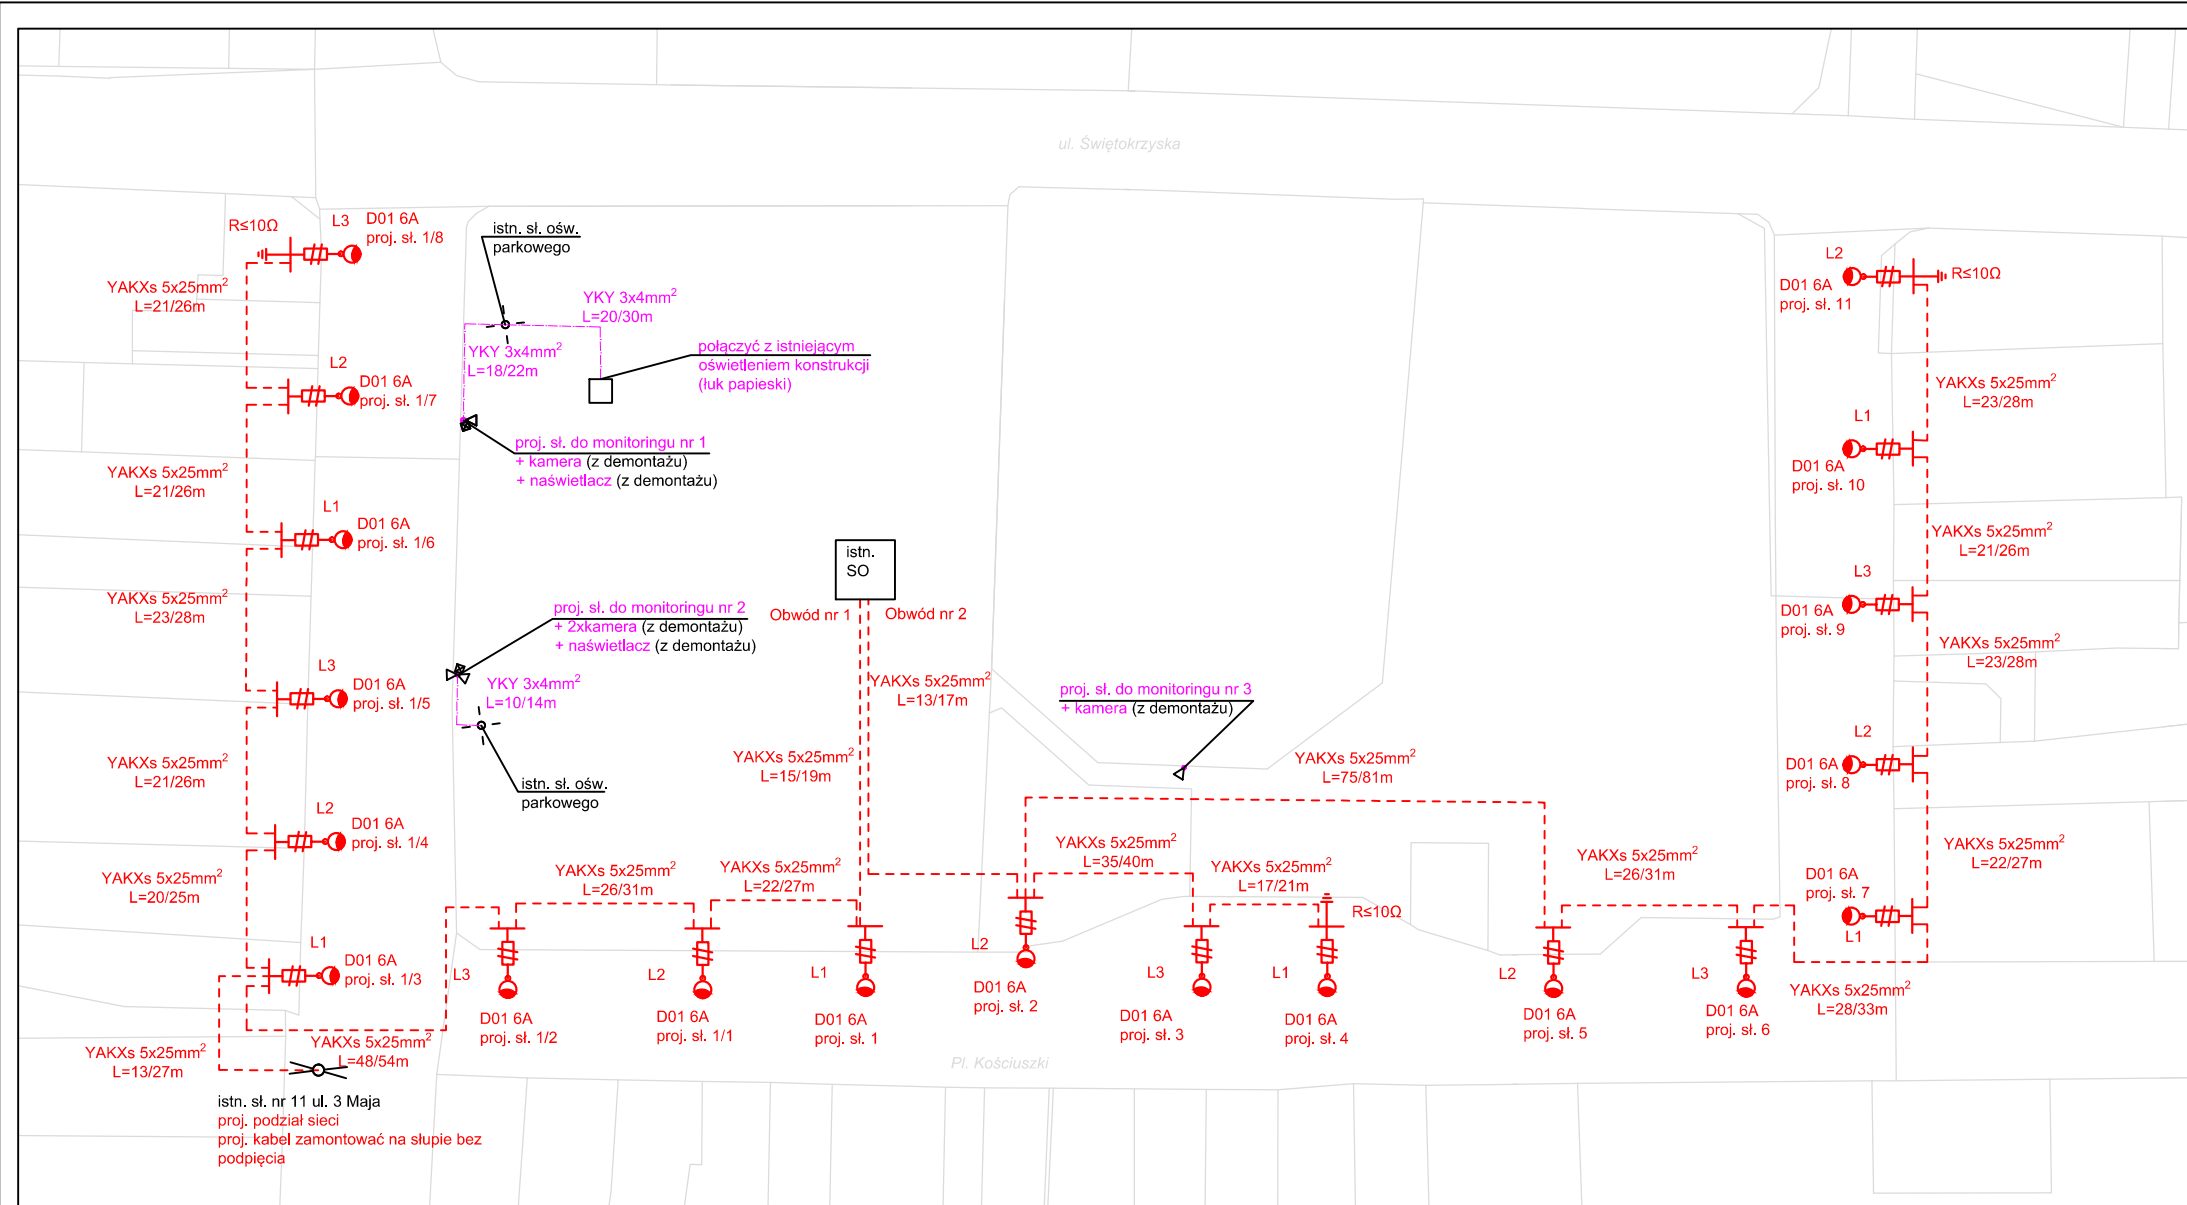 ul. Świętokrzyska
R≤10Ω
L3
D01 6A
proj. sł. 1/8
YAKXs 5x25mm²
L=21/26m
L2
D01 6A
proj. sł. 1/7
YAKXs 5x25mm²
L=21/26m
L1
D01 6A
proj. sł. 1/6
YAKXs 5x25mm²
L=23/28m
L3
D01 6A
proj. sł. 1/5
YAKXs 5x25mm²
L=21/26m
L2
D01 6A
proj. sł. 1/4
YAKXs 5x25mm²
L=20/25m
L1
D01 6A
proj. sł. 1/3
YAKXs 5x25mm²
L=13/27m
YAKXs 5x25mm²
L=48/54m
istn. sł. nr 11 ul. 3 Maja
proj. podział sieci
proj. kabel zamontować na słupie bez
podpięcia
istn. sł. ośw.
parkowego
YKY 3x4mm²
L=20/30m
YKY 3x4mm²
L=18/22m
połączyć z istniejącym
oświetleniem konstrukcji
(łuk papieski)
proj. sł. do monitoringu nr 1
+ kamera (z demontażu)
+ naświetlacz (z demontażu)
proj. sł. do monitoringu nr 2
+ 2xkamera (z demontażu)
+ naświetlacz (z demontażu)
YKY 3x4mm²
L=10/14m
istn. sł. ośw.
parkowego
istn.
SO
Obwód nr 1
Obwód nr 2
YAKXs 5x25mm²
L=13/17m
YAKXs 5x25mm²
L=15/19m
proj. sł. do monitoringu nr 3
+ kamera (z demontażu)
YAKXs 5x25mm²
L=75/81m
YAKXs 5x25mm²
L=26/31m
YAKXs 5x25mm²
L=22/27m
YAKXs 5x25mm²
L=35/40m
YAKXs 5x25mm²
L=17/21m
YAKXs 5x25mm²
L=26/31m
R≤10Ω
L3
D01 6A
proj. sł. 1/2
L2
D01 6A
proj. sł. 1/1
L1
D01 6A
proj. sł. 1
L2
D01 6A
proj. sł. 2
L3
D01 6A
proj. sł. 3
L1
D01 6A
proj. sł. 4
L2
D01 6A
proj. sł. 5
L3
D01 6A
proj. sł. 6
YAKXs 5x25mm²
L=28/33m
Pl. Kościuszki
L2
D01 6A
proj. sł. 11
R≤10Ω
YAKXs 5x25mm²
L=23/28m
L1
D01 6A
proj. sł. 10
YAKXs 5x25mm²
L=21/26m
L3
D01 6A
proj. sł. 9
YAKXs 5x25mm²
L=23/28m
L2
D01 6A
proj. sł. 8
YAKXs 5x25mm²
L=22/27m
D01 6A
proj. sł. 7
L1